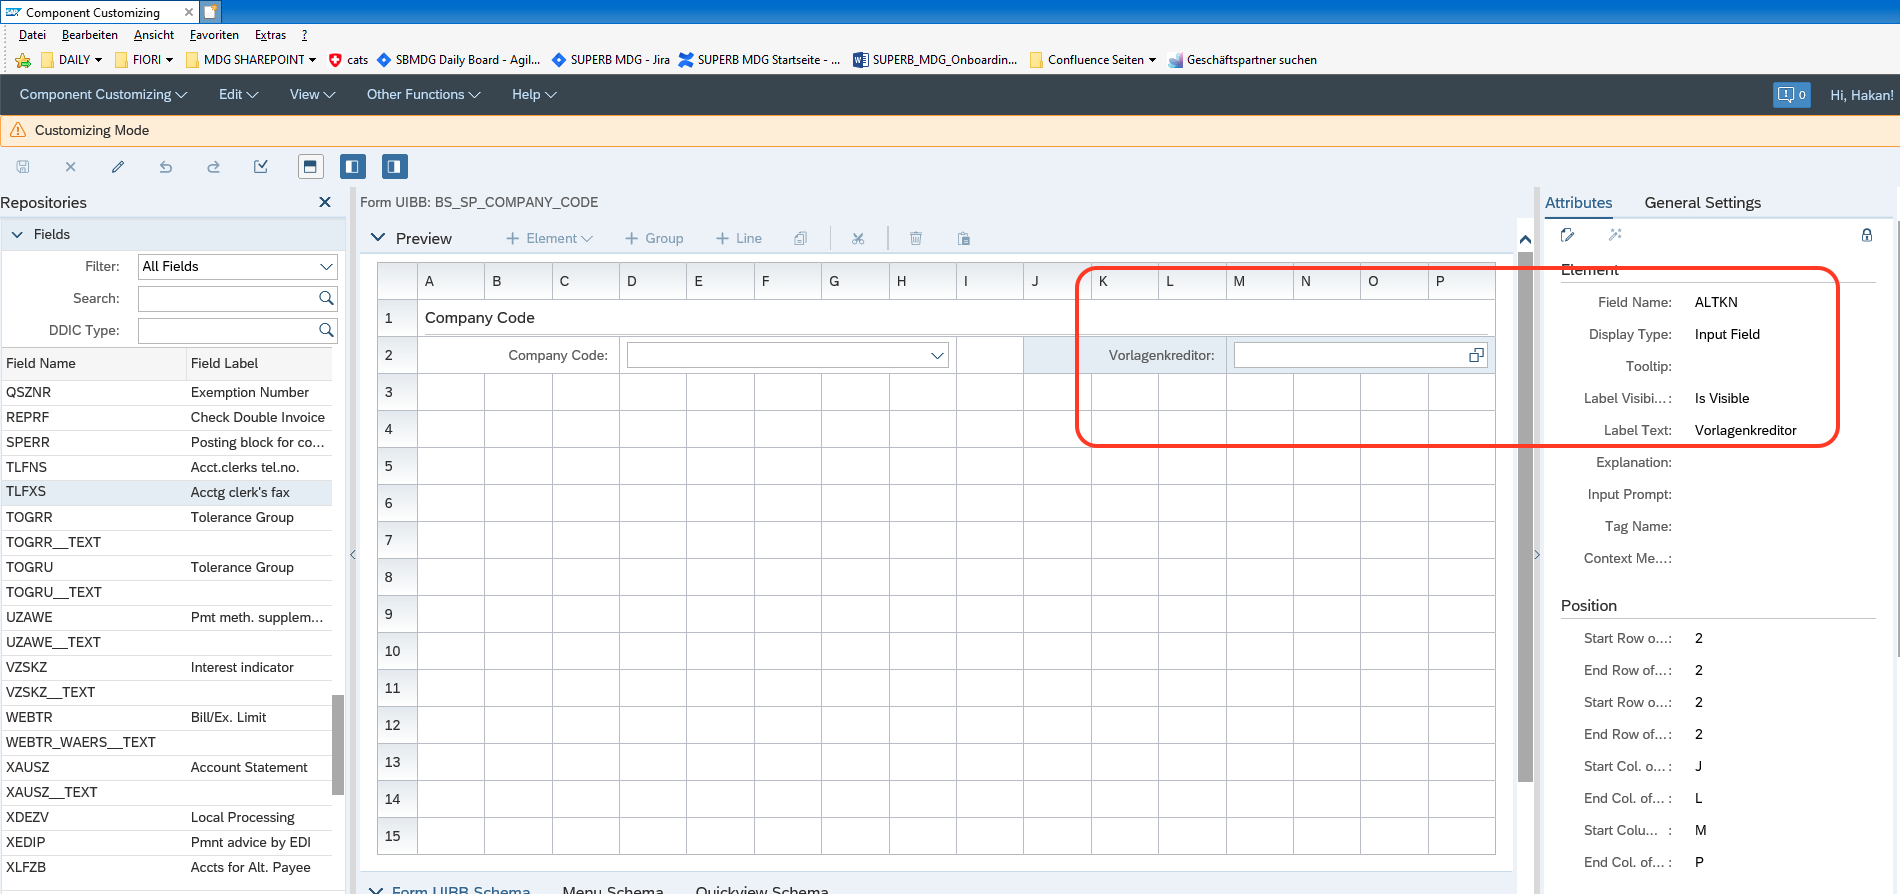 SAP Component Customizing
Datei Bearbeiten Ansicht Favoriten Extras ?
DAILY FIORI MDG SHAREPOINT cats SBMDG Daily Board - Agil... SUPERB MDG - Jira SUPERB MDG Startseite - ... SUPERB_MDG_Onboardin... Confluence Seiten Geschäftspartner suchen
Component Customizing Edit View Other Functions Help 0 Hi, Hakan!
Customizing Mode
Repositories
Fields
Filter: All Fields
Search:
DDIC Type:
Field Name Field Label
QSZNR Exemption Number
REPRF Check Double Invoice
SPERR Posting block for co...
TLFNS Acct.clerks tel.no.
TLFXS Acctg clerk's fax
TOGRR Tolerance Group
TOGRR__TEXT
TOGRU Tolerance Group
TOGRU__TEXT
UZAWE Pmt meth. supplem...
UZAWE__TEXT
VZSKZ Interest indicator
VZSKZ__TEXT
WEBTR Bill/Ex. Limit
WEBTR_WAERS__TEXT
XAUSZ Account Statement
XAUSZ__TEXT
XDEZV Local Processing
XEDIP Pmnt advice by EDI
XLFZB Accts for Alt. Payee
Form UIBB: BS_SP_COMPANY_CODE
Preview Element Group Line
A B C D E F G H I J K L M N O P
1 Company Code
2 Company Code: Vorlagenkreditor:
3
4
5
6
7
8
9
10
11
12
13
14
15
Form UIBB Schema Menu Schema Quickview Schema
Attributes General Settings
Element
Field Name: ALTKN
Display Type: Input Field
Tooltip:
Label Visibi...: Is Visible
Label Text: Vorlagenkreditor
Explanation:
Input Prompt:
Tag Name:
Context Me...:
Position
Start Row o...: 2
End Row of...: 2
Start Row o...: 2
End Row of...: 2
Start Col. o...: J
End Col. of...: L
Start Colu... : M
End Col. of...: P